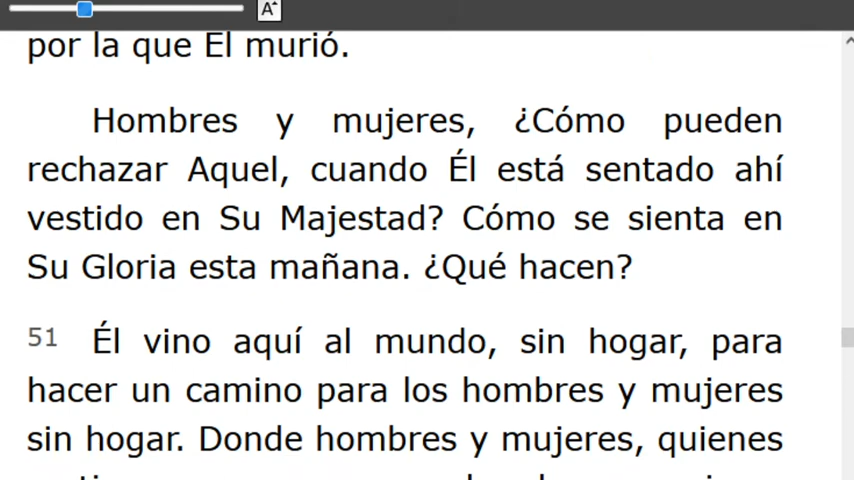 A
por la que Él murió.
Hombres y mujeres, ¿Cómo pueden
rechazar Aquel, cuando Él está sentado ahí
vestido en Su Majestad? Cómo se sienta en
Su Gloria esta mañana. ¿Qué hacen?
51 Él vino aquí al mundo, sin hogar, para
hacer un camino para los hombres y mujeres
sin hogar. Donde hombres y mujeres, quienes